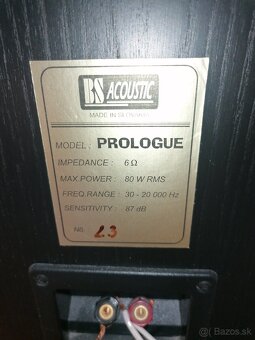 BS ACOUSTIC
MADE IN SLOVAKIA
MODEL: PROLOGUE
IMPEDANCE : 6 Ω
MAX.POWER : 80 W RMS
FREQ.RANGE : 30 - 20 000 Hz
SENSITIVITY : 87 dB
No 23
Bazos.sk